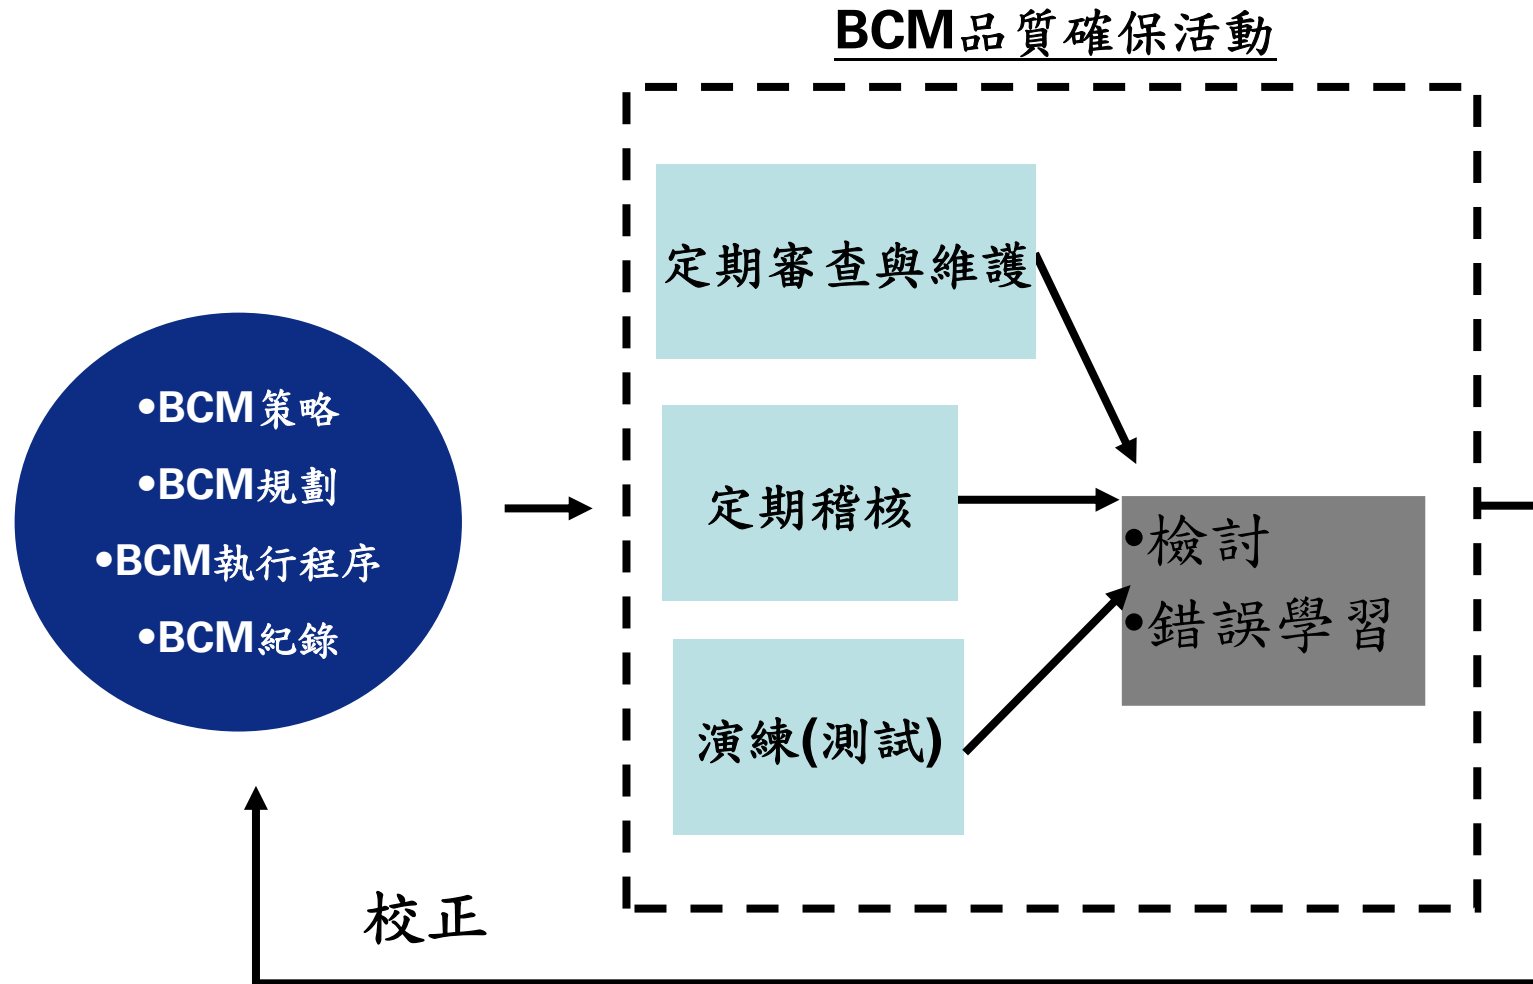 BCM品質確保活動
定期審查與維護
•BCM策略
•BCM規劃
•BCM執行程序
•BCM紀錄
定期稽核
•檢討
•錯誤學習
演練(測試)
校正